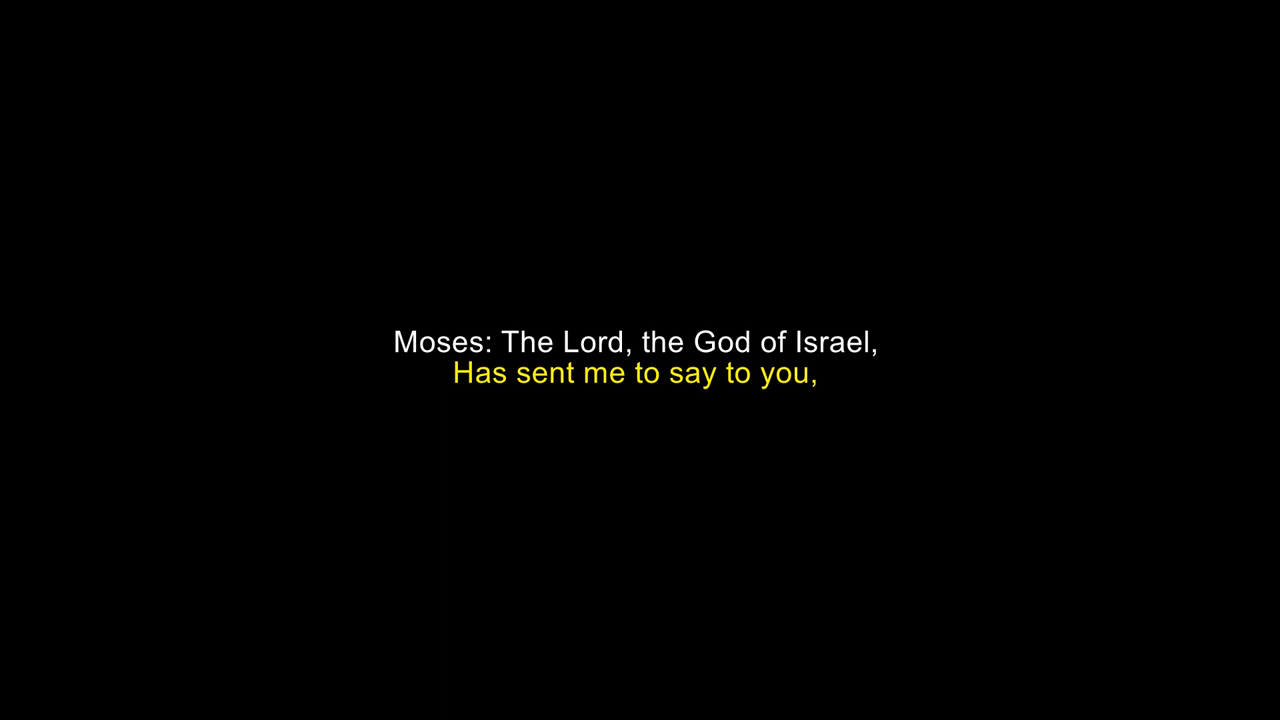 Moses: The Lord, the God of Israel,
Has sent me to say to you,